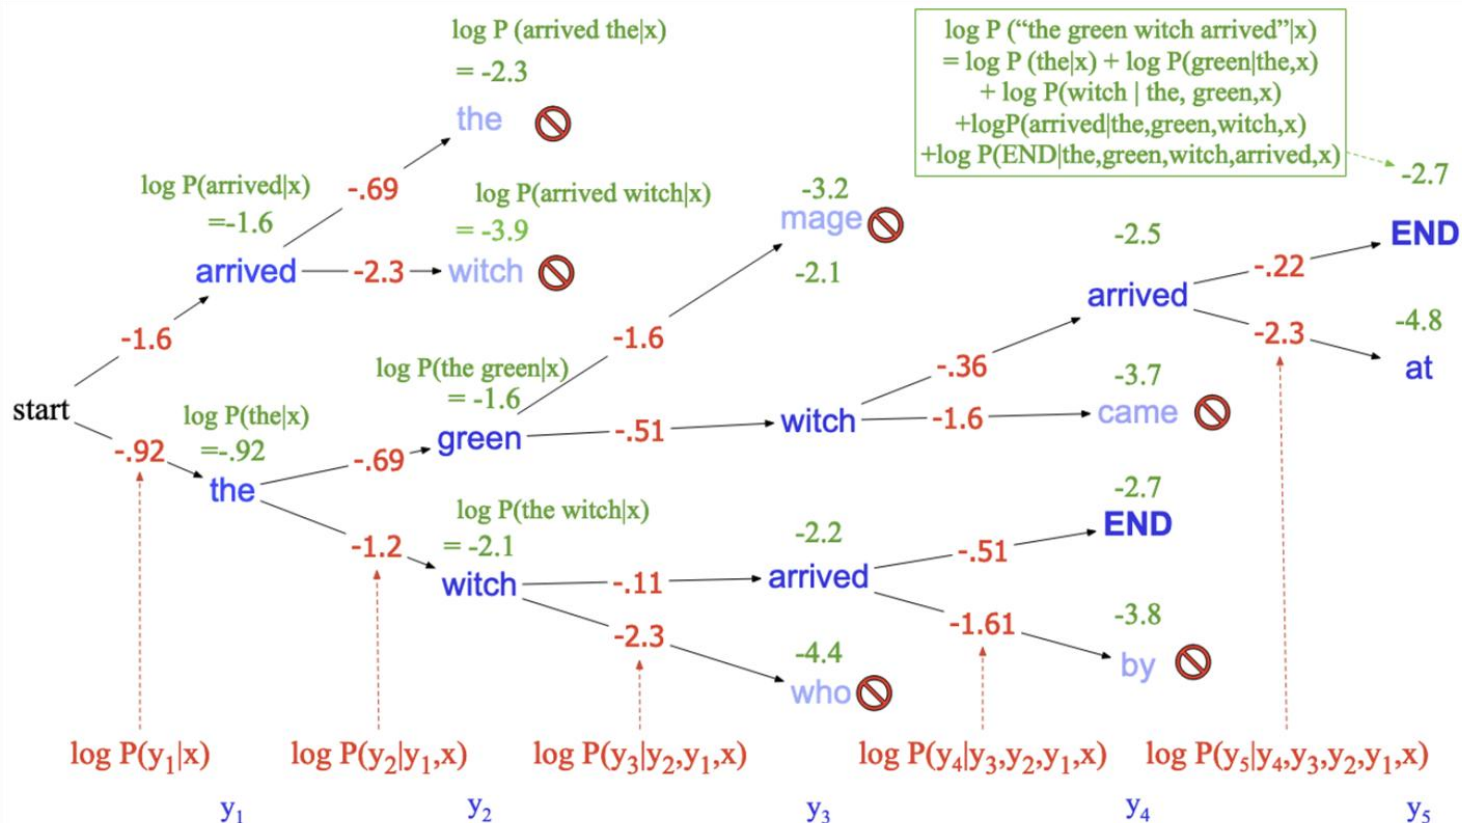 log P (arrived the|x)
= -2.3
the
log P (“the green witch arrived”|x)
= log P (the|x) + log P(green|the,x)
+ log P(witch | the, green,x)
+logP(arrived|the,green,witch,x)
+log P(END|the,green,witch,arrived,x)
-2.7
END
log P(arrived|x)
=-1.6
arrived
-.69
log P(arrived witch|x)
= -3.9
-2.3
witch
-3.2
mage
-2.1
-2.5
arrived
-.22
-4.8
-2.3
at
-1.6
-1.6
start
log P(the green|x)
= -1.6
green
-.51
witch
-.36
-3.7
-1.6
came
log P(the|x)
=-.92
-.92
the
-.69
log P(the witch|x)
= -2.1
-1.2
witch
-.11
-2.2
arrived
-2.7
END
-.51
-2.3
-4.4
who
-1.61
-3.8
by
log P(y₁|x)
log P(y₂|y₁,x)
log P(y₃|y₂,y₁,x)
log P(y₄|y₃,y₂,y₁,x)
log P(y₅|y₄,y₃,y₂,y₁,x)
y₁
y₂
y₃
y₄
y₅